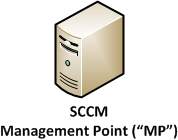 SCCM
Management Point (“MP”)